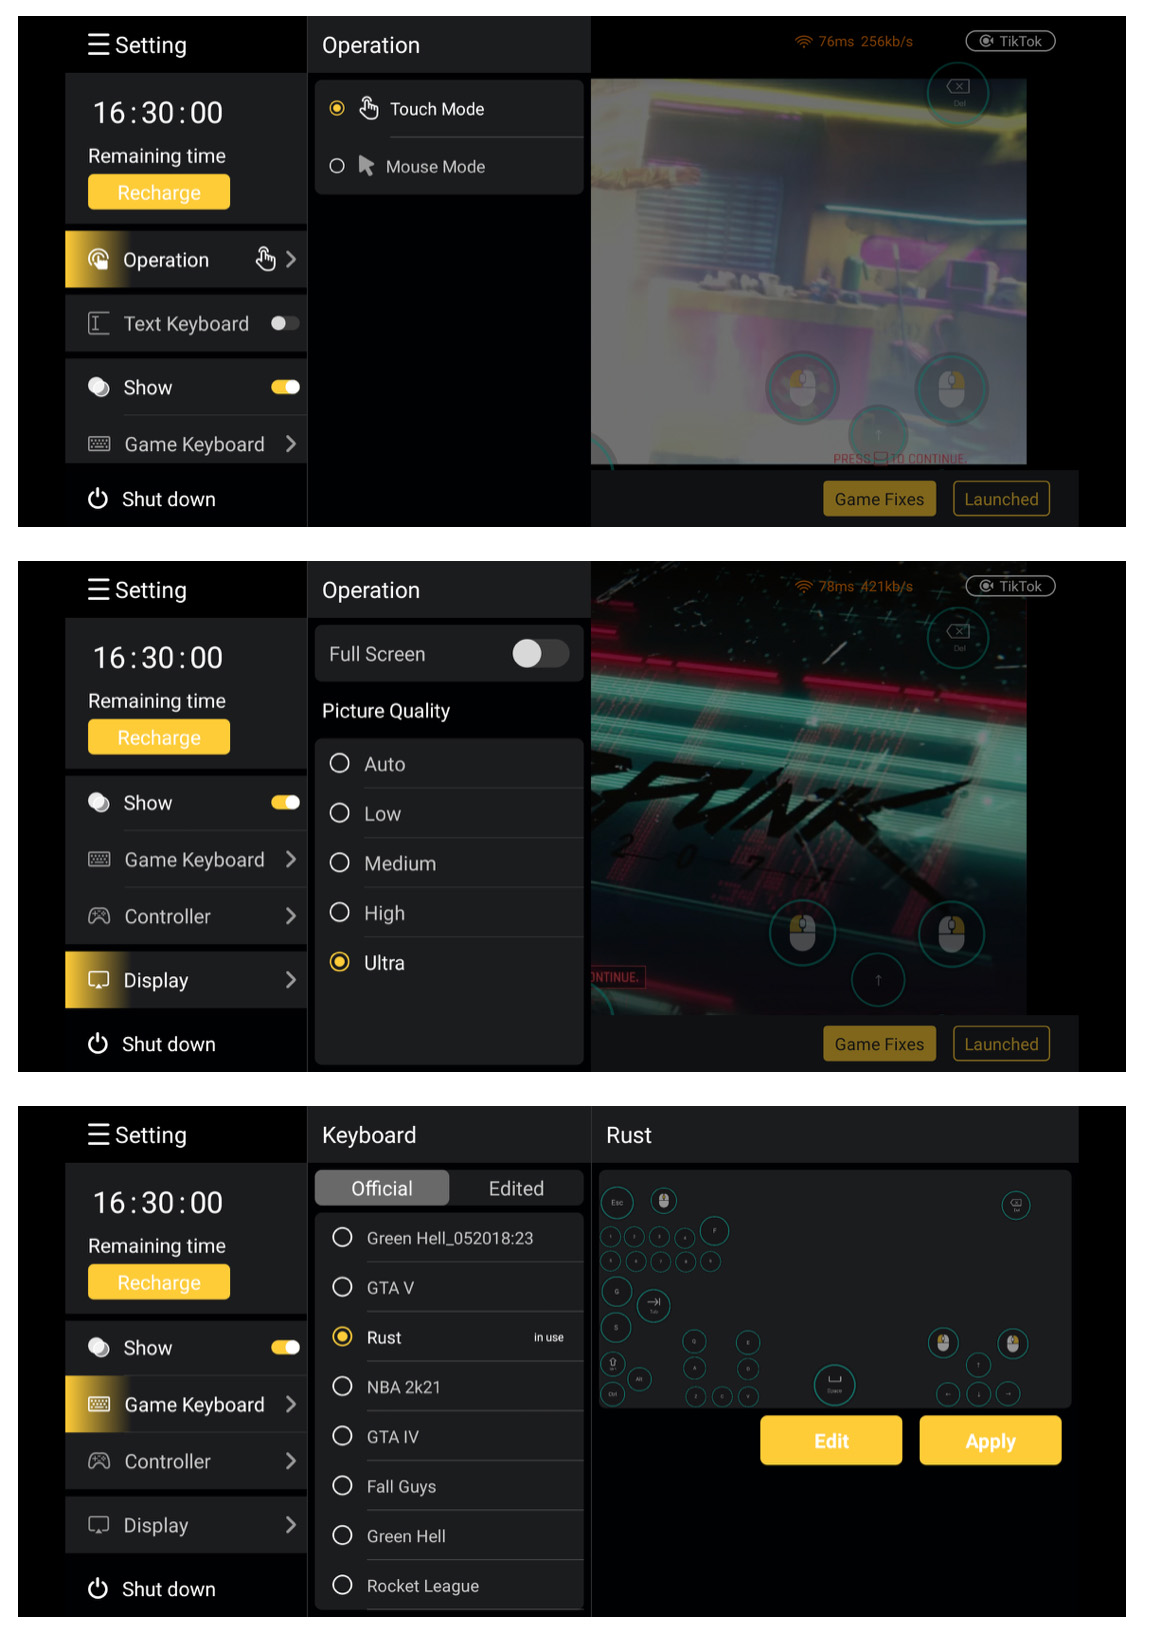 Setting
Operation
76ms 256kb/s
TikTok
16:30:00
Remaining time
Recharge
Touch Mode
Mouse Mode
Del
Operation
Text Keyboard
Show
Game Keyboard
Shut down
PRESS TO CONTINUE.
Game Fixes
Launched
Setting
Operation
78ms 421kb/s
TikTok
16:30:00
Remaining time
Recharge
Full Screen
Picture Quality
Auto
Low
Medium
High
Ultra
Del
Show
Game Keyboard
Controller
Display
Shut down
2077
ONTINUE.
Game Fixes
Launched
Setting
Keyboard
Rust
16:30:00
Remaining time
Recharge
Official
Edited
Green Hell_052018:23
GTA V
Rust
in use
NBA 2k21
GTA IV
Fall Guys
Green Hell
Rocket League
Show
Game Keyboard
Controller
Display
Shut down
Esc
F
G
Tab
S
Alt
Ctrl
Space
Edit
Apply